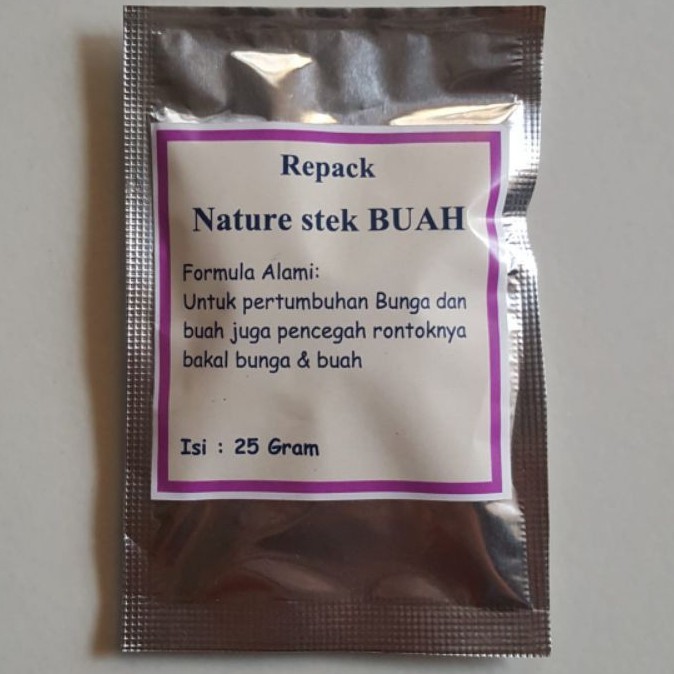 Repack
Nature stek BUAH
Formula Alami:
Untuk pertumbuhan Bunga dan
buah juga pencegah rontoknya
bakal bunga & buah
Isi : 25 Gram